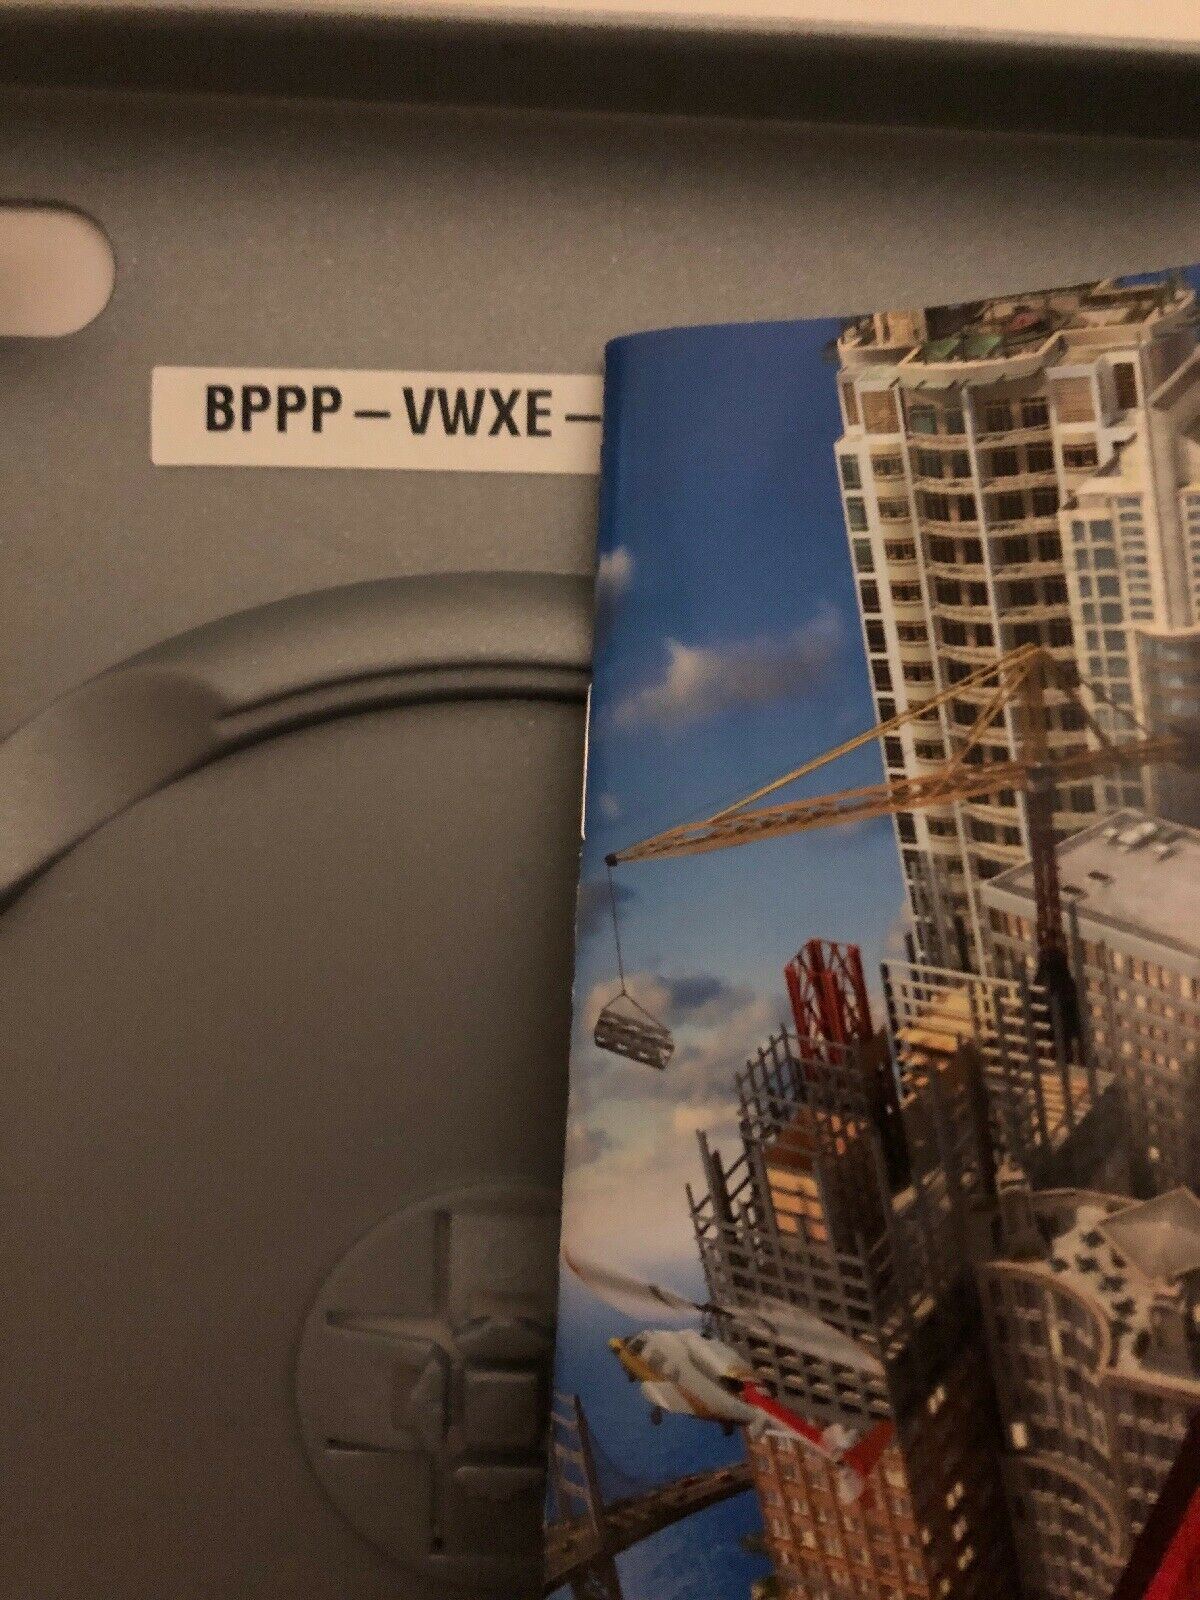 BPPP – VWXE –